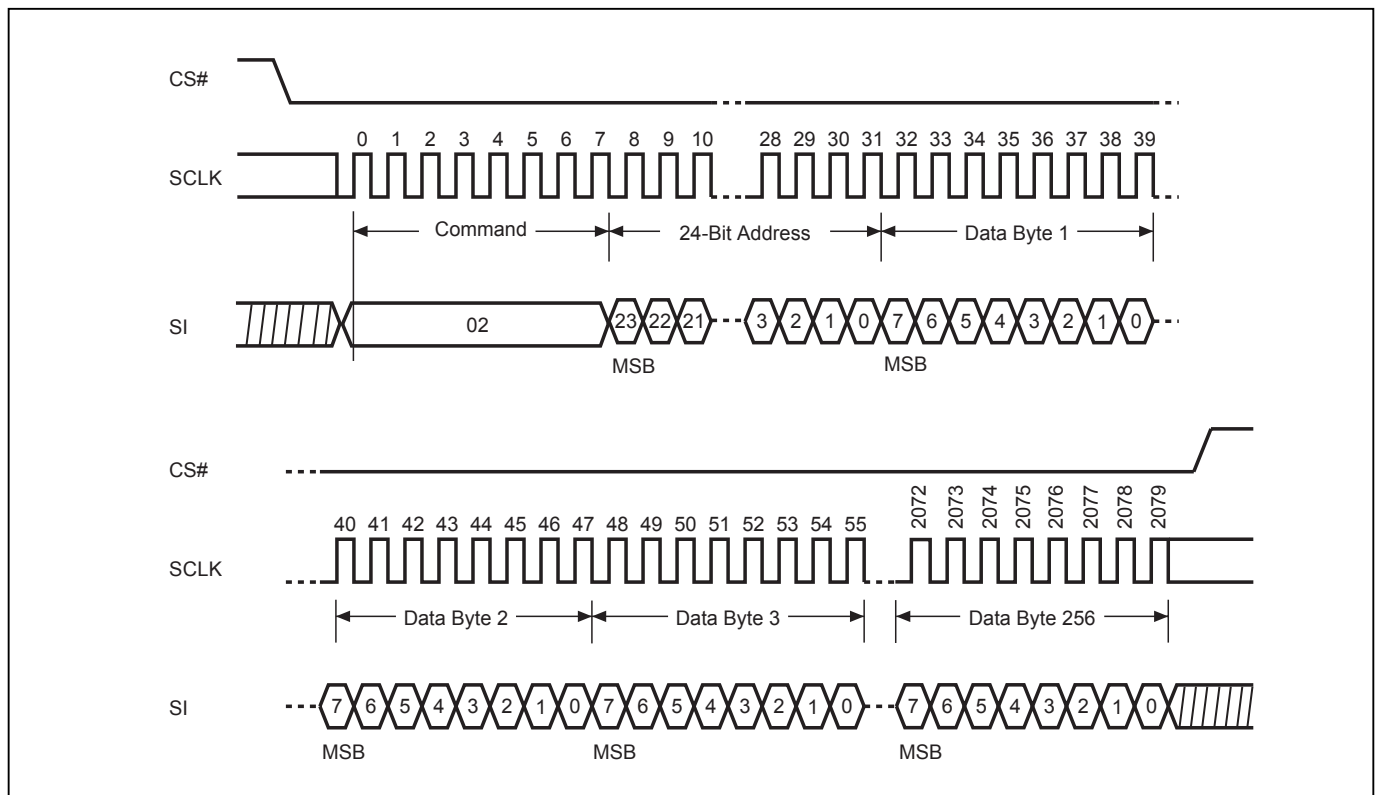 CS#
0 1 2 3 4 5 6 7 8 9 10 28 29 30 31 32 33 34 35 36 37 38 39
SCLK
Command 24-Bit Address Data Byte 1
SI 02 23 22 21 3 2 1 0 7 6 5 4 3 2 1 0
MSB MSB
CS#
2072 2073 2074 2075 2076 2077 2078 2079
40 41 42 43 44 45 46 47 48 49 50 51 52 53 54 55
SCLK
Data Byte 2 Data Byte 3 Data Byte 256
SI 7 6 5 4 3 2 1 0 7 6 5 4 3 2 1 0 7 6 5 4 3 2 1 0
MSB MSB MSB